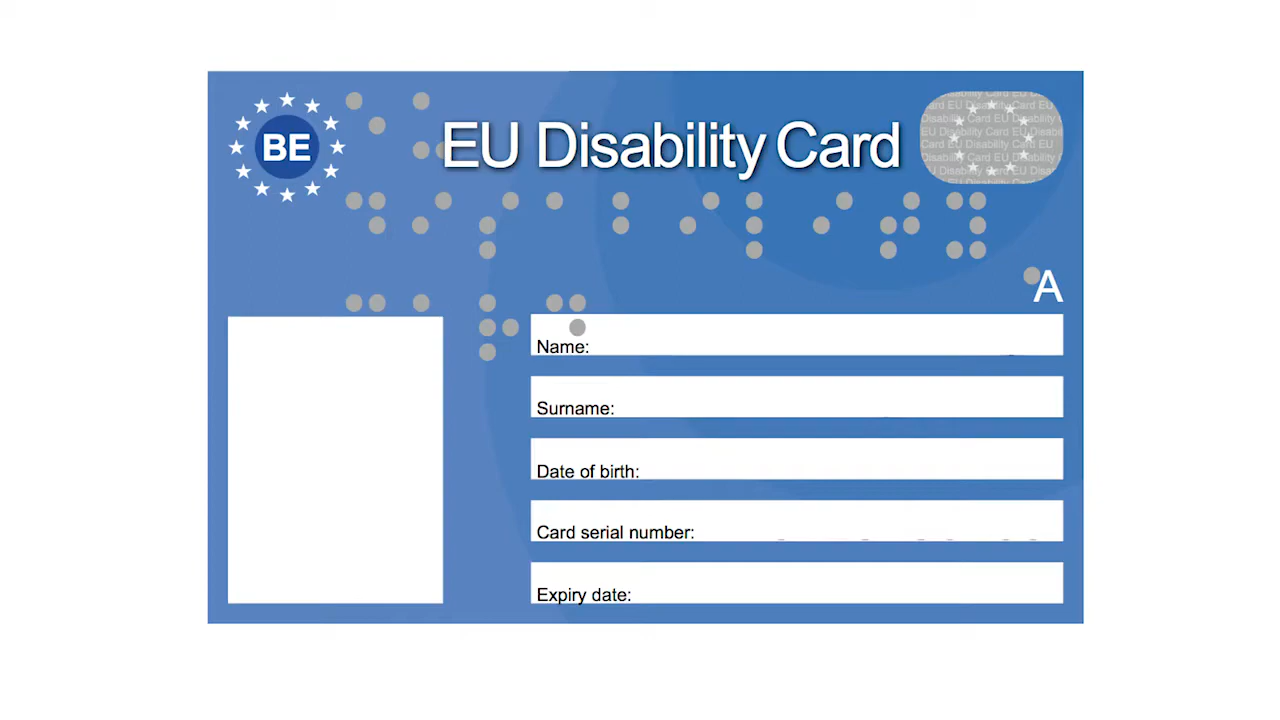 BE
EU Disability Card
A
Name:
Surname:
Date of birth:
Card serial number:
Expiry date: